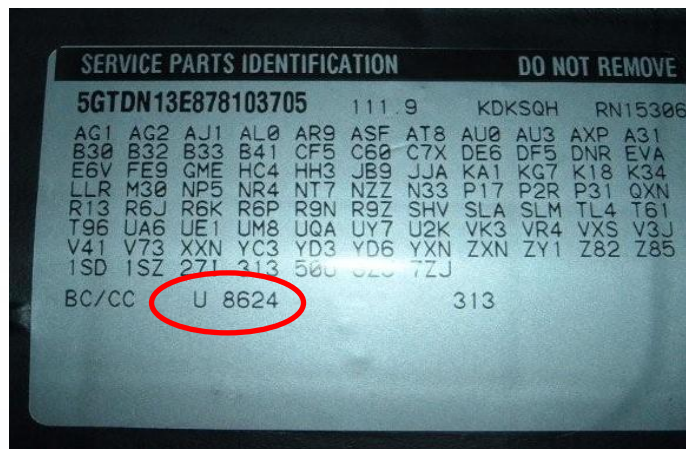 SERVICE PARTS IDENTIFICATION DO NOT REMOVE
5GTDN13E878103705 111.9 KDKSQH RN15306
AG1 AG2 AJ1 AL0 AR9 ASF AT8 AU0 AU3 AXP A31
B30 B32 B33 B41 CF5 C60 C7X DE6 DF5 DNR EVA
E6V FE9 GME HC4 HH3 JB9 JJA KA1 KG7 K18 K34
LLR M30 NP5 NR4 NT7 NZZ N33 P17 P2R P31 QXN
R13 R6J R6K R6P R9N R9Z SHV SLA SLM TL4 T61
T96 UA6 UE1 UM8 UQA UY7 U2K VK3 VR4 VXS V3J
V41 V73 XXN YC3 YD3 YD6 YXN ZXN ZY1 Z82 Z85
1SD 1SZ 27I 313 50U 7ZJ
BC/CC U 8624 313